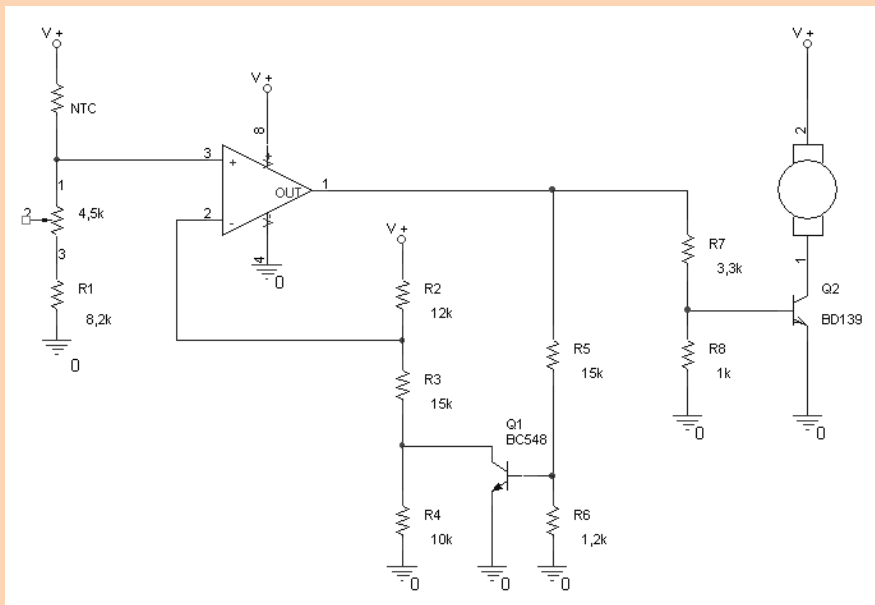 V +
NTC
1
2
4,5k
3
R1
8,2k
0
V +
8
3
+
OUT
1
2
-
4
0
V +
R2
12k
R3
15k
R4
10k
0
Q1
BC548
0
R5
15k
R6
1,2k
0
R7
3,3k
R8
1k
0
V +
2
1
Q2
BD139
0